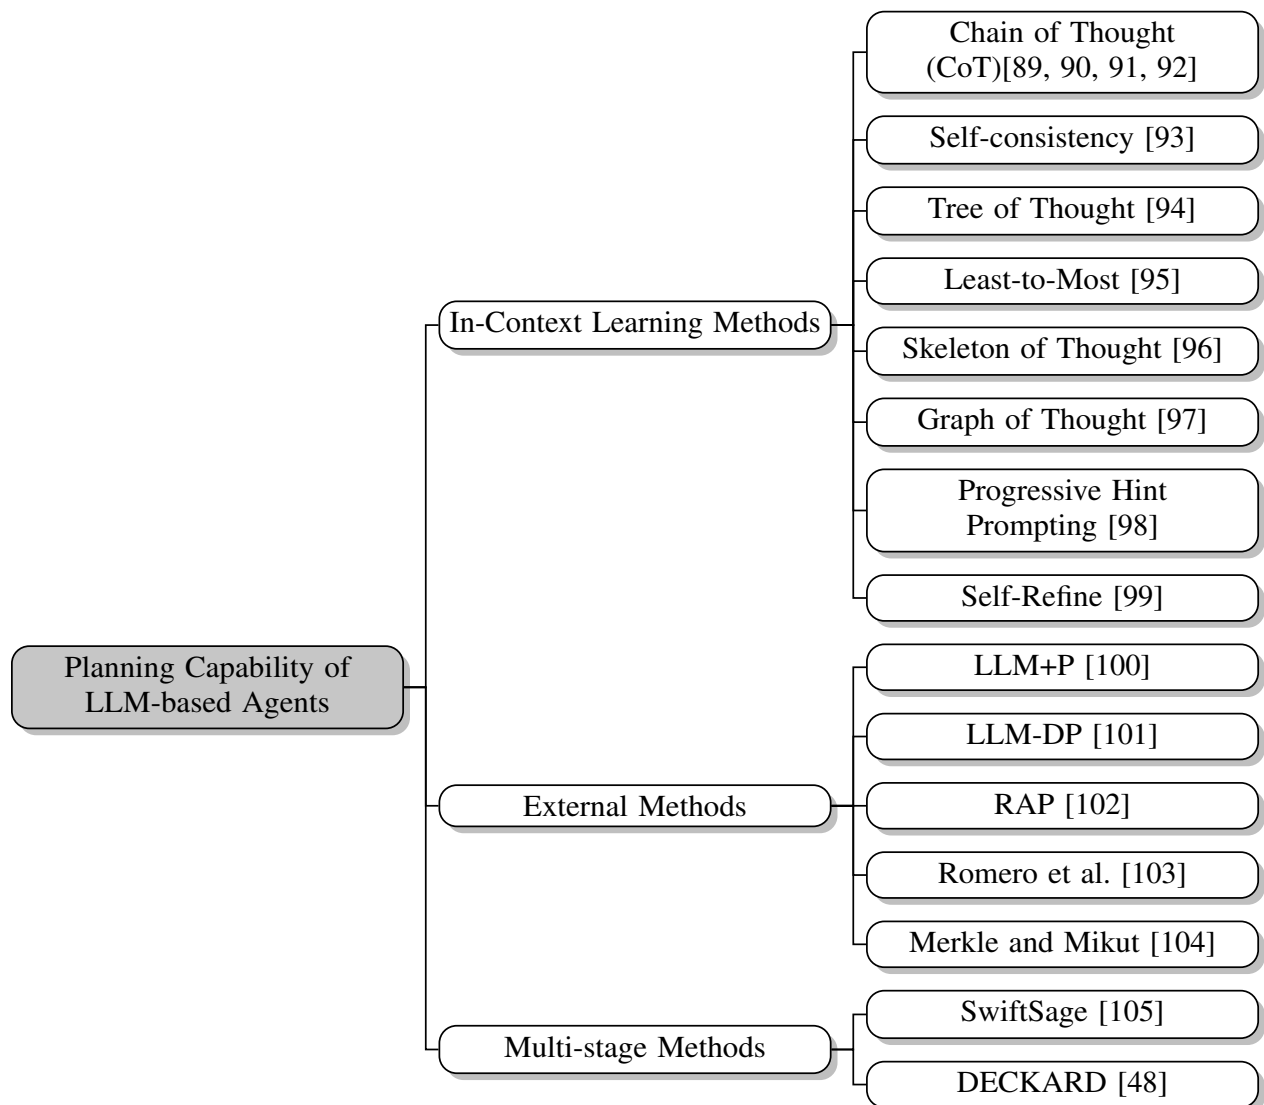 Chain of Thought
(CoT)[89, 90, 91, 92]
Self-consistency [93]
Tree of Thought [94]
Least-to-Most [95]
In-Context Learning Methods
Skeleton of Thought [96]
Graph of Thought [97]
Progressive Hint
Prompting [98]
Self-Refine [99]
Planning Capability of
LLM-based Agents
LLM+P [100]
LLM-DP [101]
External Methods
RAP [102]
Romero et al. [103]
Merkle and Mikut [104]
Multi-stage Methods
SwiftSage [105]
DECKARD [48]